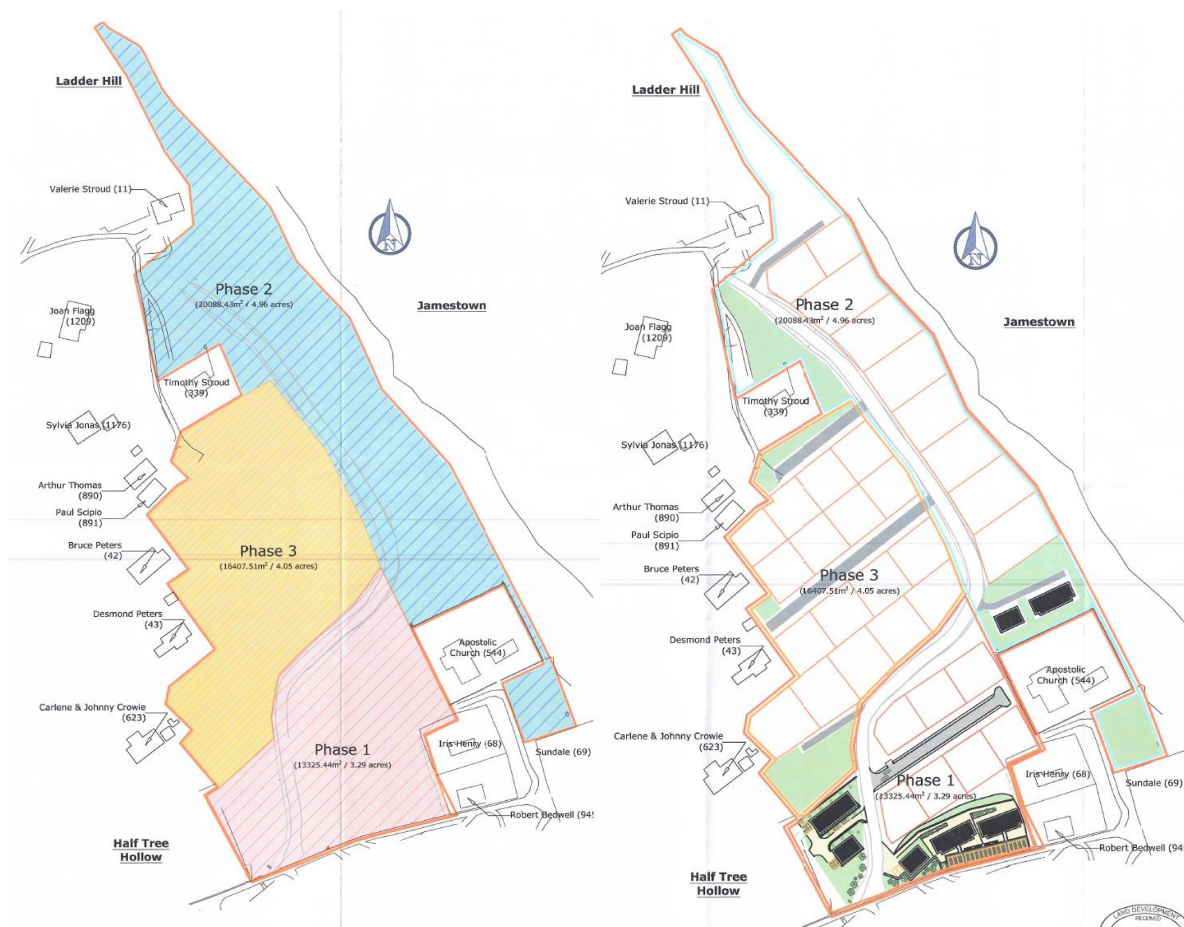 Ladder Hill
Valerie Stroud (11)
N
Phase 2
(20088.43m² / 4.96 acres)
Jamestown
Joan Flagg
(1209)
Timothy Stroud
(339)
Sylvia Jonas (1176)
Arthur Thomas
(890)
Paul Scipio
(891)
Bruce Peters
(42)
Phase 3
(16407.51m² / 4.05 acres)
Desmond Peters
(43)
Apostolic
Church (544)
Carlene & Johnny Crowie
(623)
Phase 1
(13325.44m² / 3.29 acres)
Iris Henry (68)
Sundale (69)
Robert Bedwell (945
Half Tree
Hollow
Ladder Hill
Valerie Stroud (11)
N
Phase 2
(20088.43m² / 4.96 acres)
Jamestown
Joan Flagg
(1209)
Timothy Stroud
(339)
Sylvia Jonas (1176)
Arthur Thomas
(890)
Paul Scipio
(891)
Bruce Peters
(42)
Phase 3
(16407.51m² / 4.05 acres)
Desmond Peters
(43)
Apostolic
Church (544)
Carlene & Johnny Crowie
(623)
Phase 1
(13325.44m² / 3.29 acres)
Iris Henry (68)
Sundale (69)
Robert Bedwell (945
Half Tree
Hollow
LAND DEVELOPMENT
RECEIVED